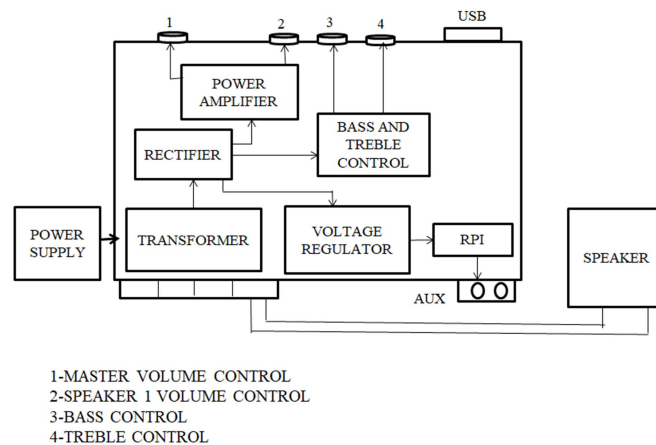 1 2 3 4 USB
POWER
AMPLIFIER
BASS AND
TREBLE
CONTROL
RECTIFIER
POWER
SUPPLY
TRANSFORMER
VOLTAGE
REGULATOR
RPI
SPEAKER
AUX
1-MASTER VOLUME CONTROL
2-SPEAKER 1 VOLUME CONTROL
3-BASS CONTROL
4-TREBLE CONTROL